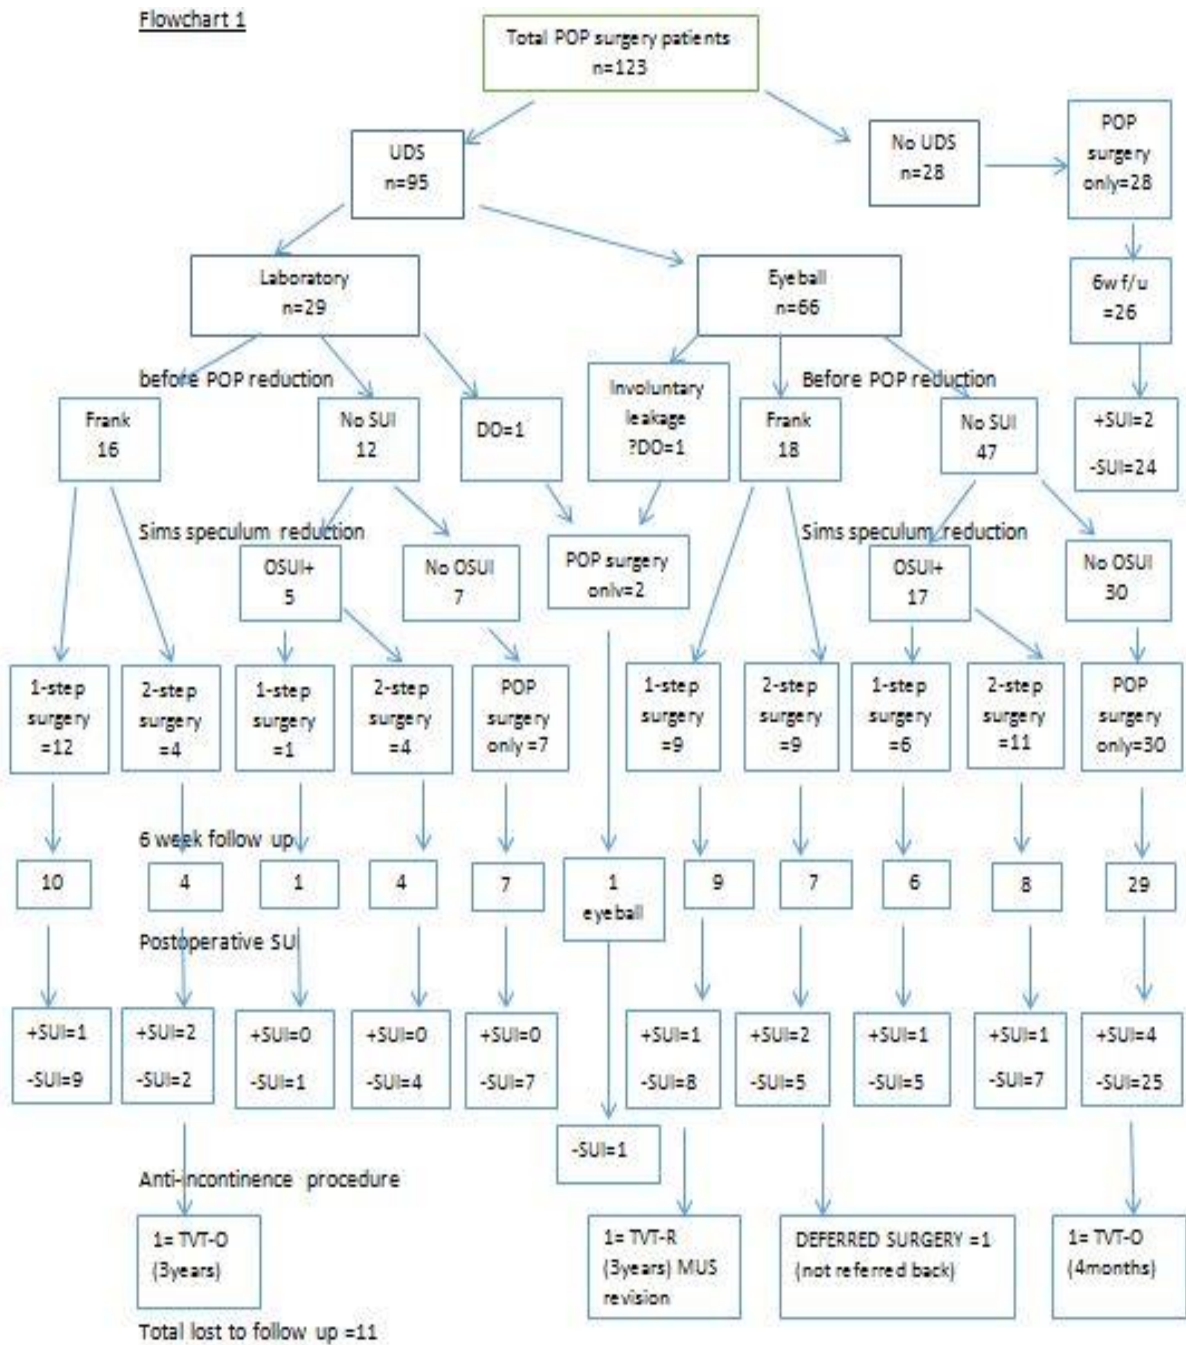 Flowchart 1
Total POP surgery patients
n=123
UDS
n=95
No UDS
n=28
POP
surgery
only=28
Laboratory
n=29
Eyeball
n=66
6w f/u
=26
before POP reduction
Before POP reduction
Frank
16
No SUI
12
DO=1
Involuntary
leakage
?DO=1
Frank
18
No SUI
47
+SUI=2
-SUI=24
Sims speculum reduction
Sims speculum reduction
OSUI+
5
No OSUI
7
POP surgery
only=2
OSUI+
17
No OSUI
30
1-step
surgery
=12
2-step
surgery
=4
1-step
surgery
=1
2-step
surgery
=4
POP
surgery
only =7
1-step
surgery
=9
2-step
surgery
=9
1-step
surgery
=6
2-step
surgery
=11
POP
surgery
only=30
6 week follow up
10
4
1
4
7
1
eyeball
9
7
6
8
29
Postoperative SUI
+SUI=1
-SUI=9
+SUI=2
-SUI=2
+SUI=0
-SUI=1
+SUI=0
-SUI=4
+SUI=0
-SUI=7
+SUI=1
-SUI=8
+SUI=2
-SUI=5
+SUI=1
-SUI=5
+SUI=1
-SUI=7
+SUI=4
-SUI=25
-SUI=1
Anti-incontinence procedure
1= TVT-O
(3years)
1= TVT-R
(3years) MUS
revision
DEFERRED SURGERY =1
(not referred back)
1= TVT-O
(4months)
Total lost to follow up =11